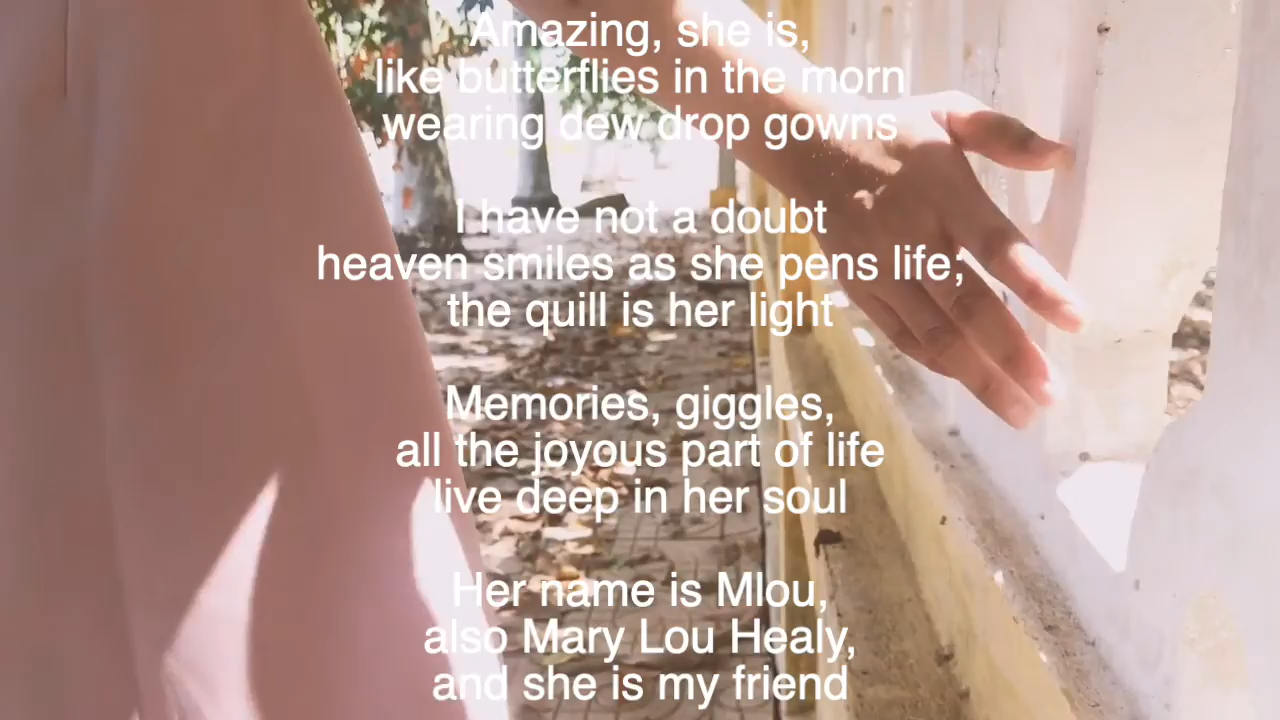 Amazing, she is,
like butterflies in the morn
wearing dew drop gowns
I have not a doubt
heaven smiles as she pens life;
the quill is her light
Memories, giggles,
all the joyous part of life
live deep in her soul
Her name is Mlou,
also Mary Lou Healy,
and she is my friend